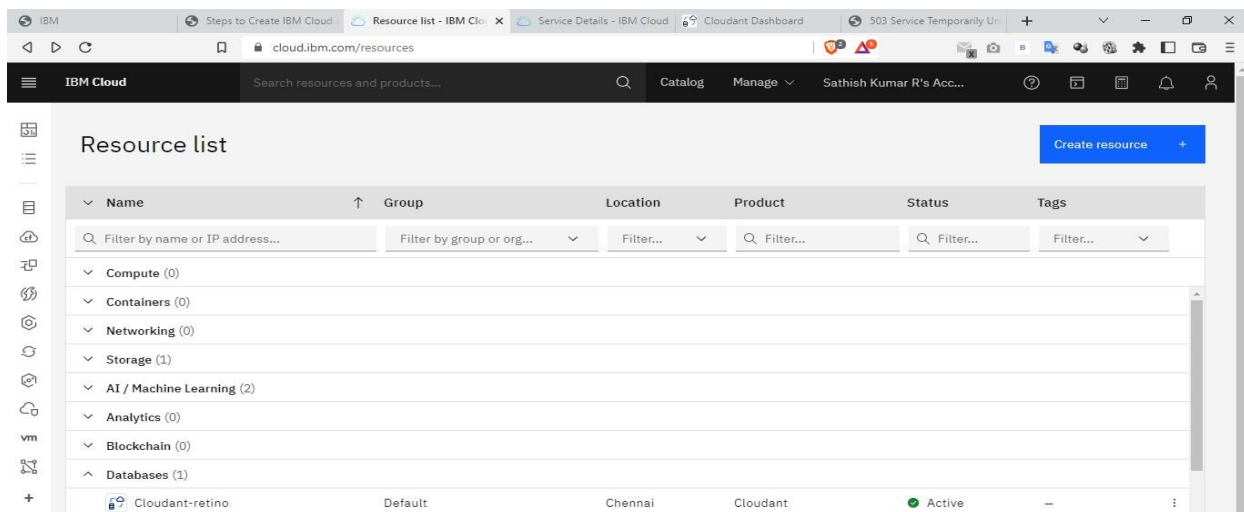 IBM
Steps to Create IBM Cloud
Resource list - IBM Clo
Service Details - IBM Cloud
Cloudant Dashboard
503 Service Temporarily Un
cloud.ibm.com/resources
IBM Cloud
Search resources and products...
Catalog
Manage
Sathish Kumar R's Acc...
Resource list
Create resource +
Name Group Location Product Status Tags
Filter by name or IP address... Filter by group or org... Filter... Filter... Filter... Filter...
Compute (0)
Containers (0)
Networking (0)
Storage (1)
AI / Machine Learning (2)
Analytics (0)
Blockchain (0)
vm
Databases (1)
Cloudant-retino Default Chennai Cloudant Active –